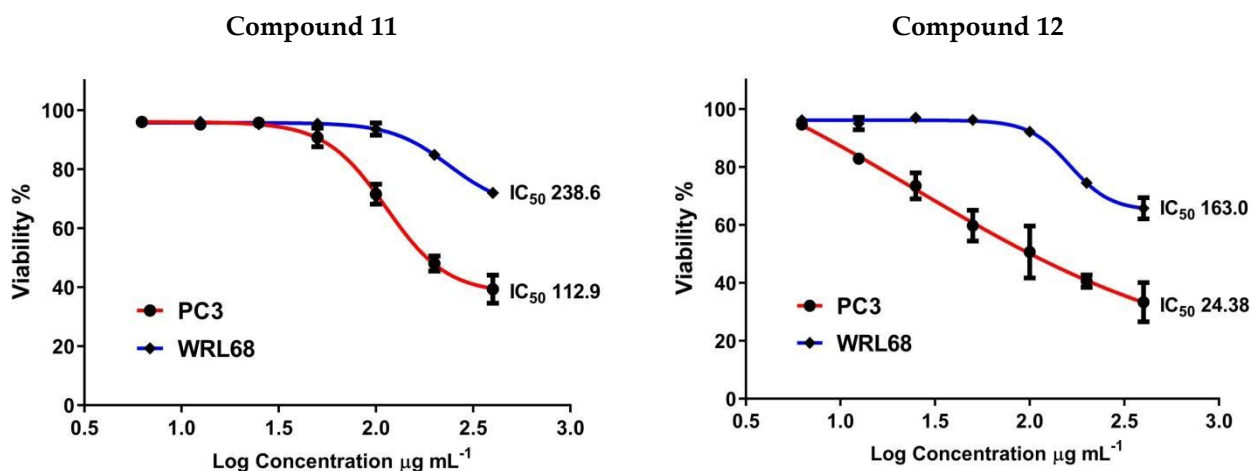 Compound 11
Viability %
100
80
60
40
20
0
0.5 1.0 1.5 2.0 2.5 3.0
Log Concentration μg mL⁻¹
PC3
WRL68
IC₅₀ 238.6
IC₅₀ 112.9
Compound 12
Viability %
100
80
60
40
20
0
0.5 1.0 1.5 2.0 2.5 3.0
Log Concentration μg mL⁻¹
PC3
WRL68
IC₅₀ 163.0
IC₅₀ 24.38